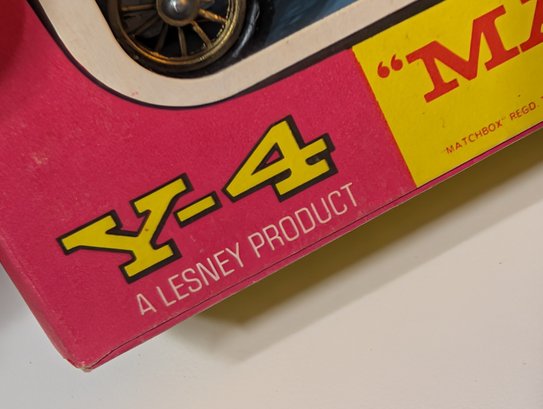 "MA
"MATCHBOX" REGD.
Y-4
A LESNEY PRODUCT